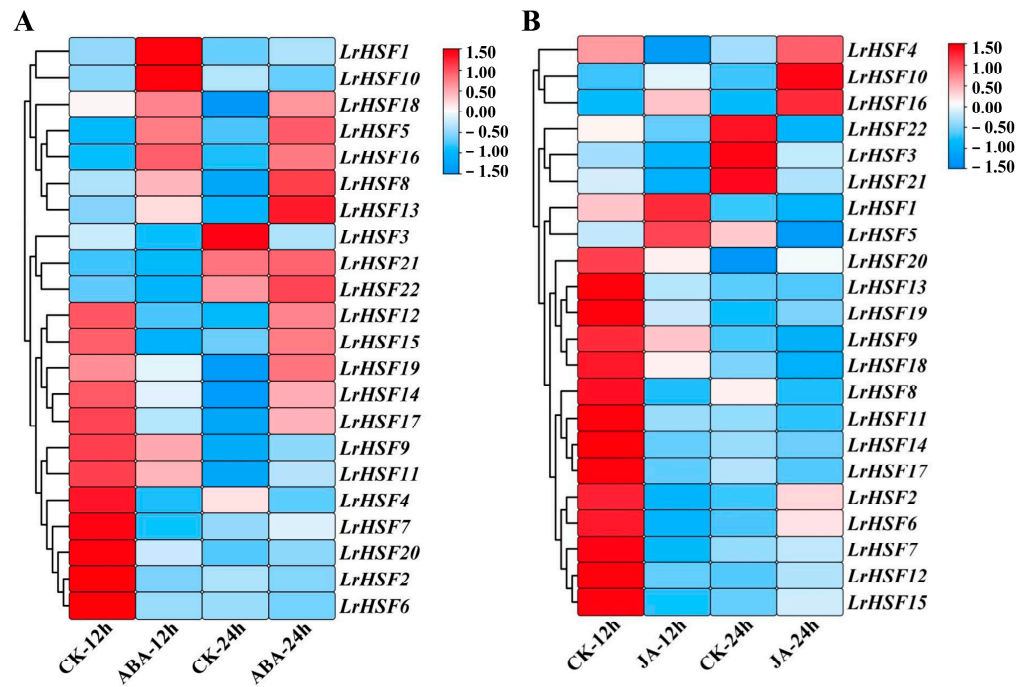 A
LrHSF1
LrHSF10
LrHSF18
LrHSF5
LrHSF16
LrHSF8
LrHSF13
LrHSF3
LrHSF21
LrHSF22
LrHSF12
LrHSF15
LrHSF19
LrHSF14
LrHSF17
LrHSF9
LrHSF11
LrHSF4
LrHSF7
LrHSF20
LrHSF2
LrHSF6
1.50
1.00
0.50
0.00
− 0.50
− 1.00
− 1.50
CK-12h
ABA-12h
CK-24h
ABA-24h
B
LrHSF4
LrHSF10
LrHSF16
LrHSF22
LrHSF3
LrHSF21
LrHSF1
LrHSF5
LrHSF20
LrHSF13
LrHSF19
LrHSF9
LrHSF18
LrHSF8
LrHSF11
LrHSF14
LrHSF17
LrHSF2
LrHSF6
LrHSF7
LrHSF12
LrHSF15
1.50
1.00
0.50
0.00
− 0.50
− 1.00
− 1.50
CK-12h
JA-12h
CK-24h
JA-24h